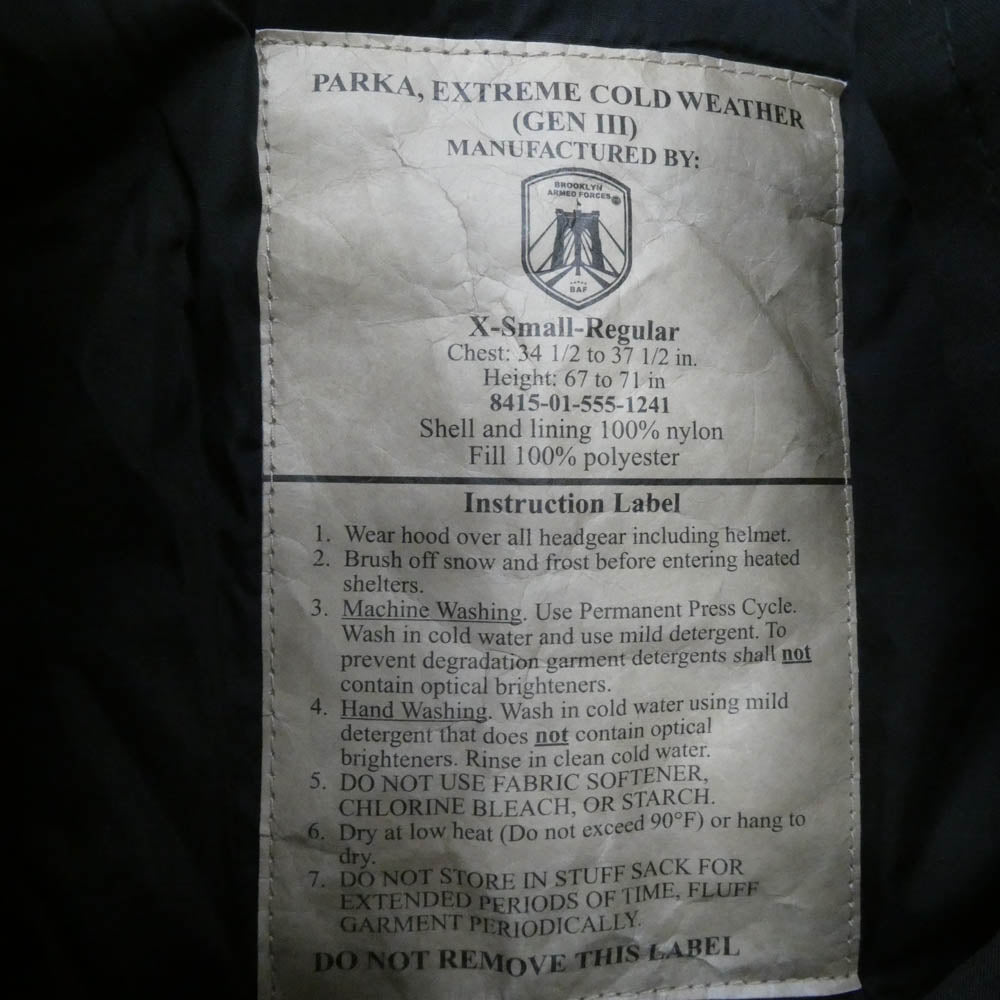 PARKA, EXTREME COLD WEATHER
(GEN III)
MANUFACTURED BY:
BROOKLYN
ARMED FORCES
BAF
X-Small-Regular
Chest: 34 1/2 to 37 1/2 in.
Height: 67 to 71 in
8415-01-555-1241
Shell and lining 100% nylon
Fill 100% polyester
Instruction Label
1. Wear hood over all headgear including helmet.
2. Brush off snow and frost before entering heated
shelters.
3. Machine Washing. Use Permanent Press Cycle.
Wash in cold water and use mild detergent. To
prevent degradation garment detergents shall not
contain optical brighteners.
4. Hand Washing. Wash in cold water using mild
detergent that does not contain optical
brighteners. Rinse in clean cold water.
5. DO NOT USE FABRIC SOFTENER,
CHLORINE BLEACH, OR STARCH.
6. Dry at low heat (Do not exceed 90°F) or hang to
dry.
7. DO NOT STORE IN STUFF SACK FOR
EXTENDED PERIODS OF TIME, FLUFF
GARMENT PERIODICALLY.
DO NOT REMOVE THIS LABEL